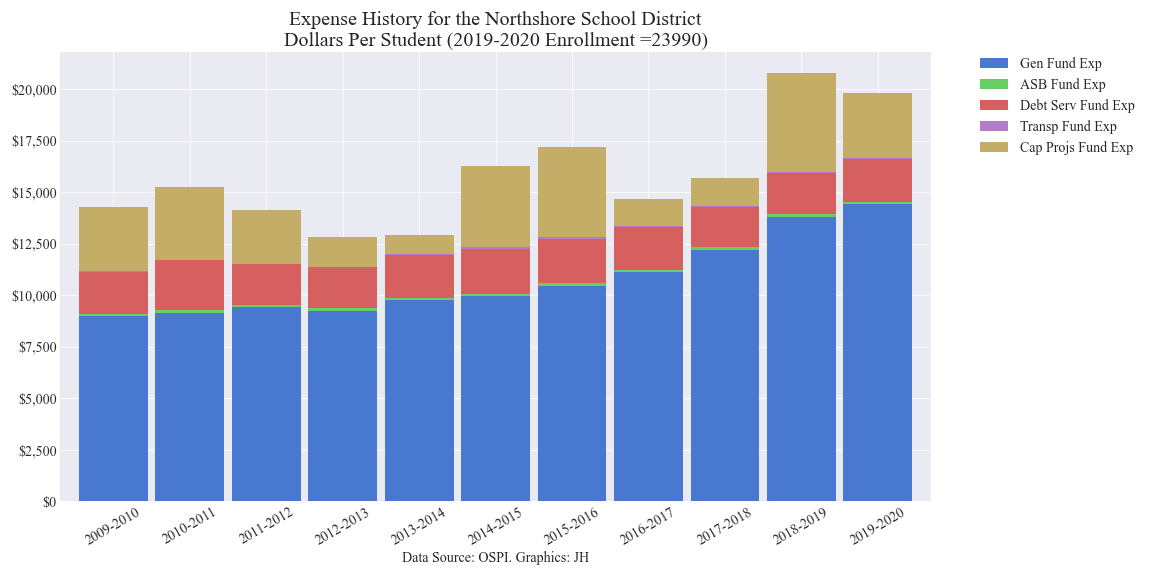 Expense History for the Northshore School District
Dollars Per Student (2019-2020 Enrollment =23990)
Gen Fund Exp
ASB Fund Exp
Debt Serv Fund Exp
Transp Fund Exp
Cap Projs Fund Exp
$20,000
$17,500
$15,000
$12,500
$10,000
$7,500
$5,000
$2,500
$0
2009-2010
2010-2011
2011-2012
2012-2013
2013-2014
2014-2015
2015-2016
2016-2017
2017-2018
2018-2019
2019-2020
Data Source: OSPI. Graphics: JH